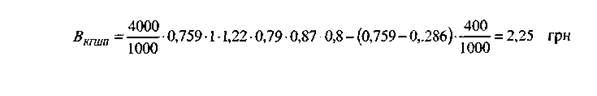 В_кгшп = 4000/1000 · 0,759 · 1 · 1,22 · 0,79 · 0,87 · 0,8 – (0,759 – 0,.286) · 400/1000 = 2,25 грн